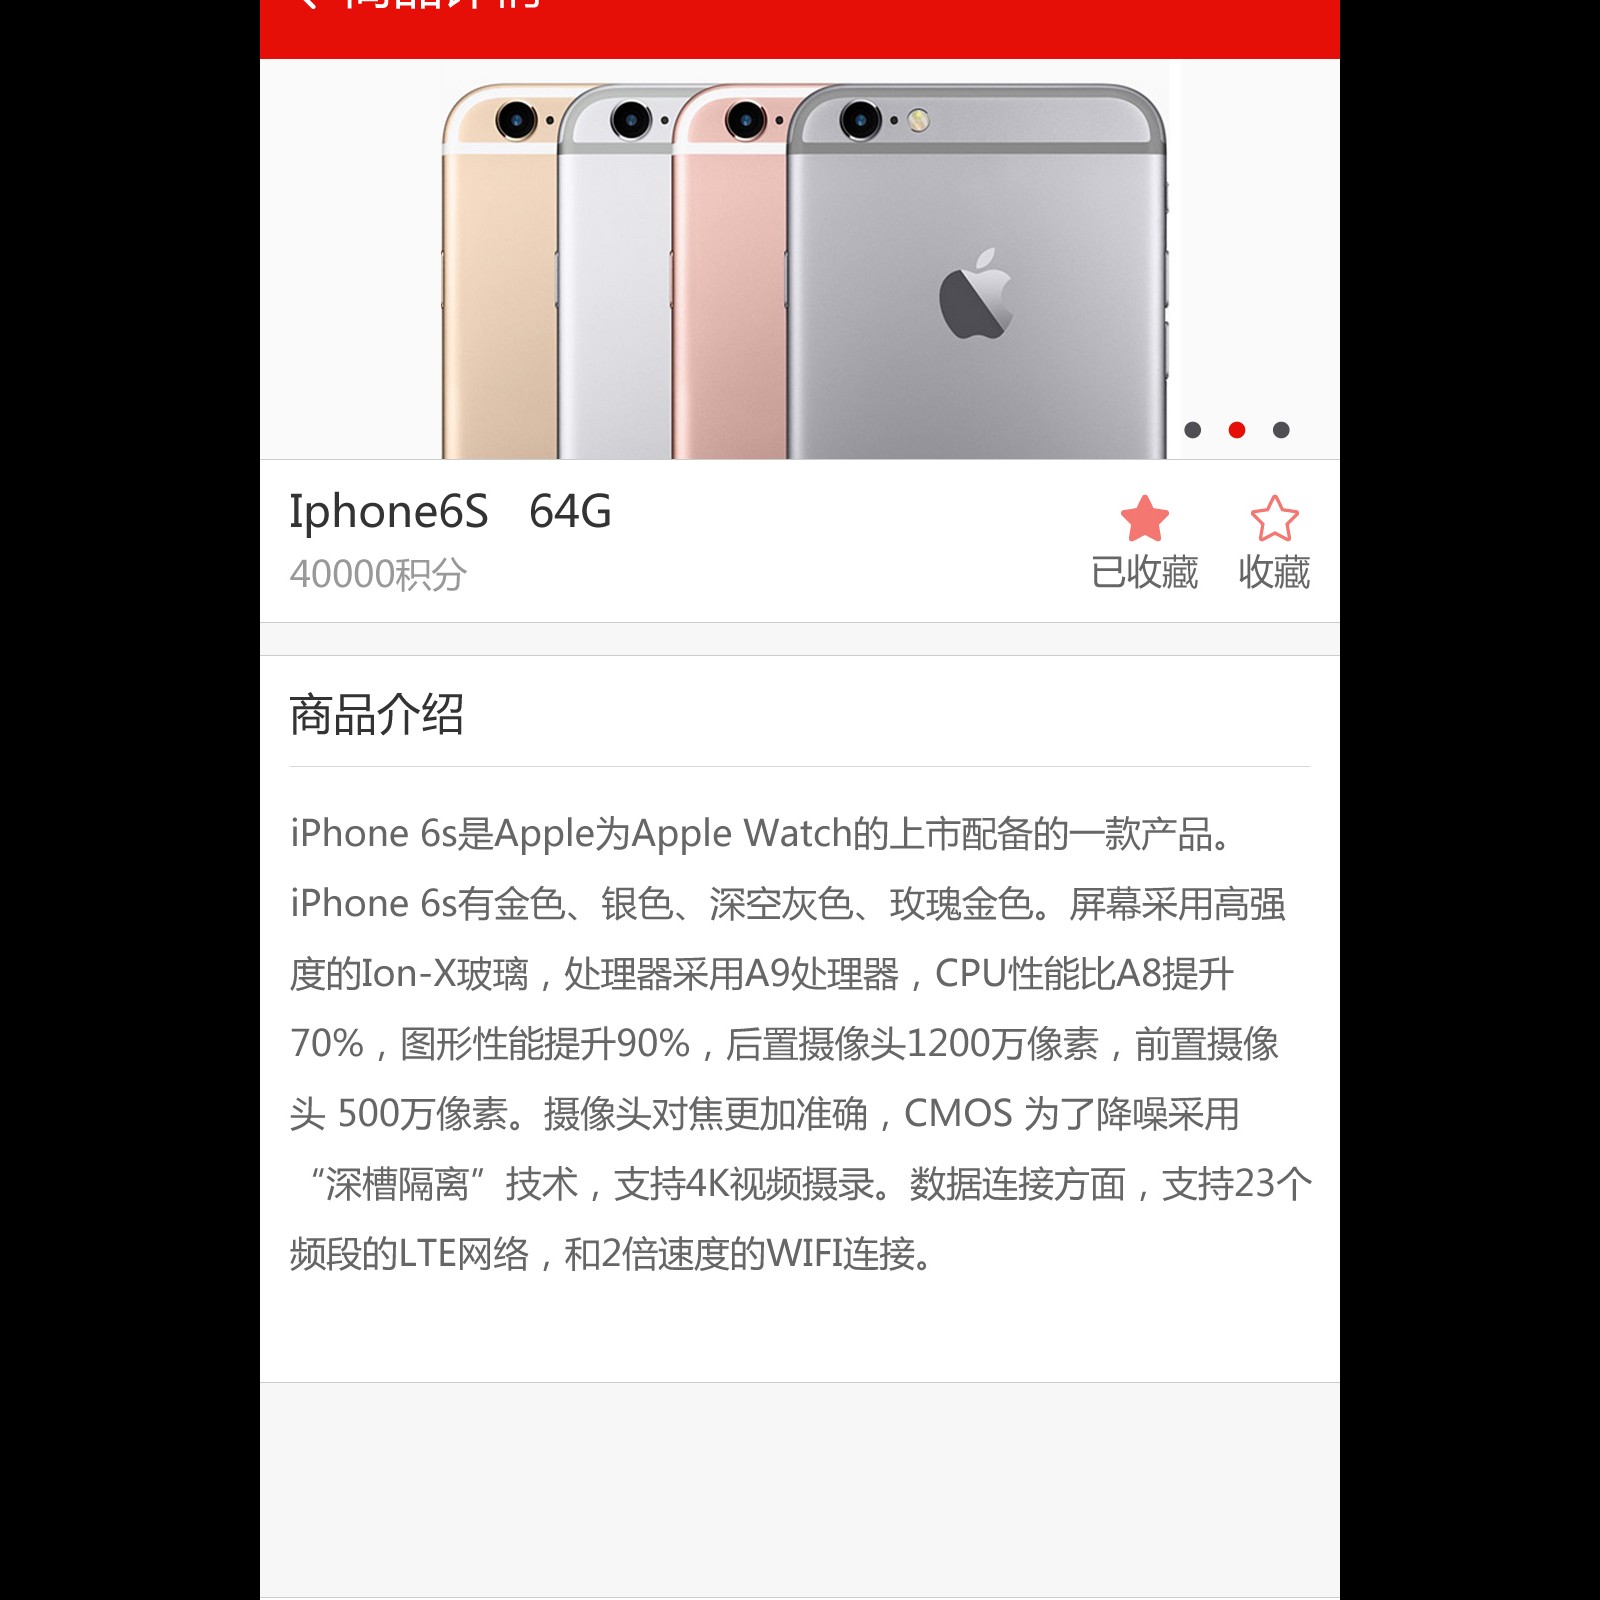 商品详情
Iphone6S 64G
40000积分
已收藏 收藏
商品介绍
iPhone 6s是Apple为Apple Watch的上市配备的一款产品。
iPhone 6s有金色、银色、深空灰色、玫瑰金色。屏幕采用高强
度的Ion-X玻璃，处理器采用A9处理器，CPU性能比A8提升
70%，图形性能提升90%，后置摄像头1200万像素，前置摄像
头 500万像素。摄像头对焦更加准确，CMOS 为了降噪采用
“深槽隔离”技术，支持4K视频摄录。数据连接方面，支持23个
频段的LTE网络，和2倍速度的WIFI连接。